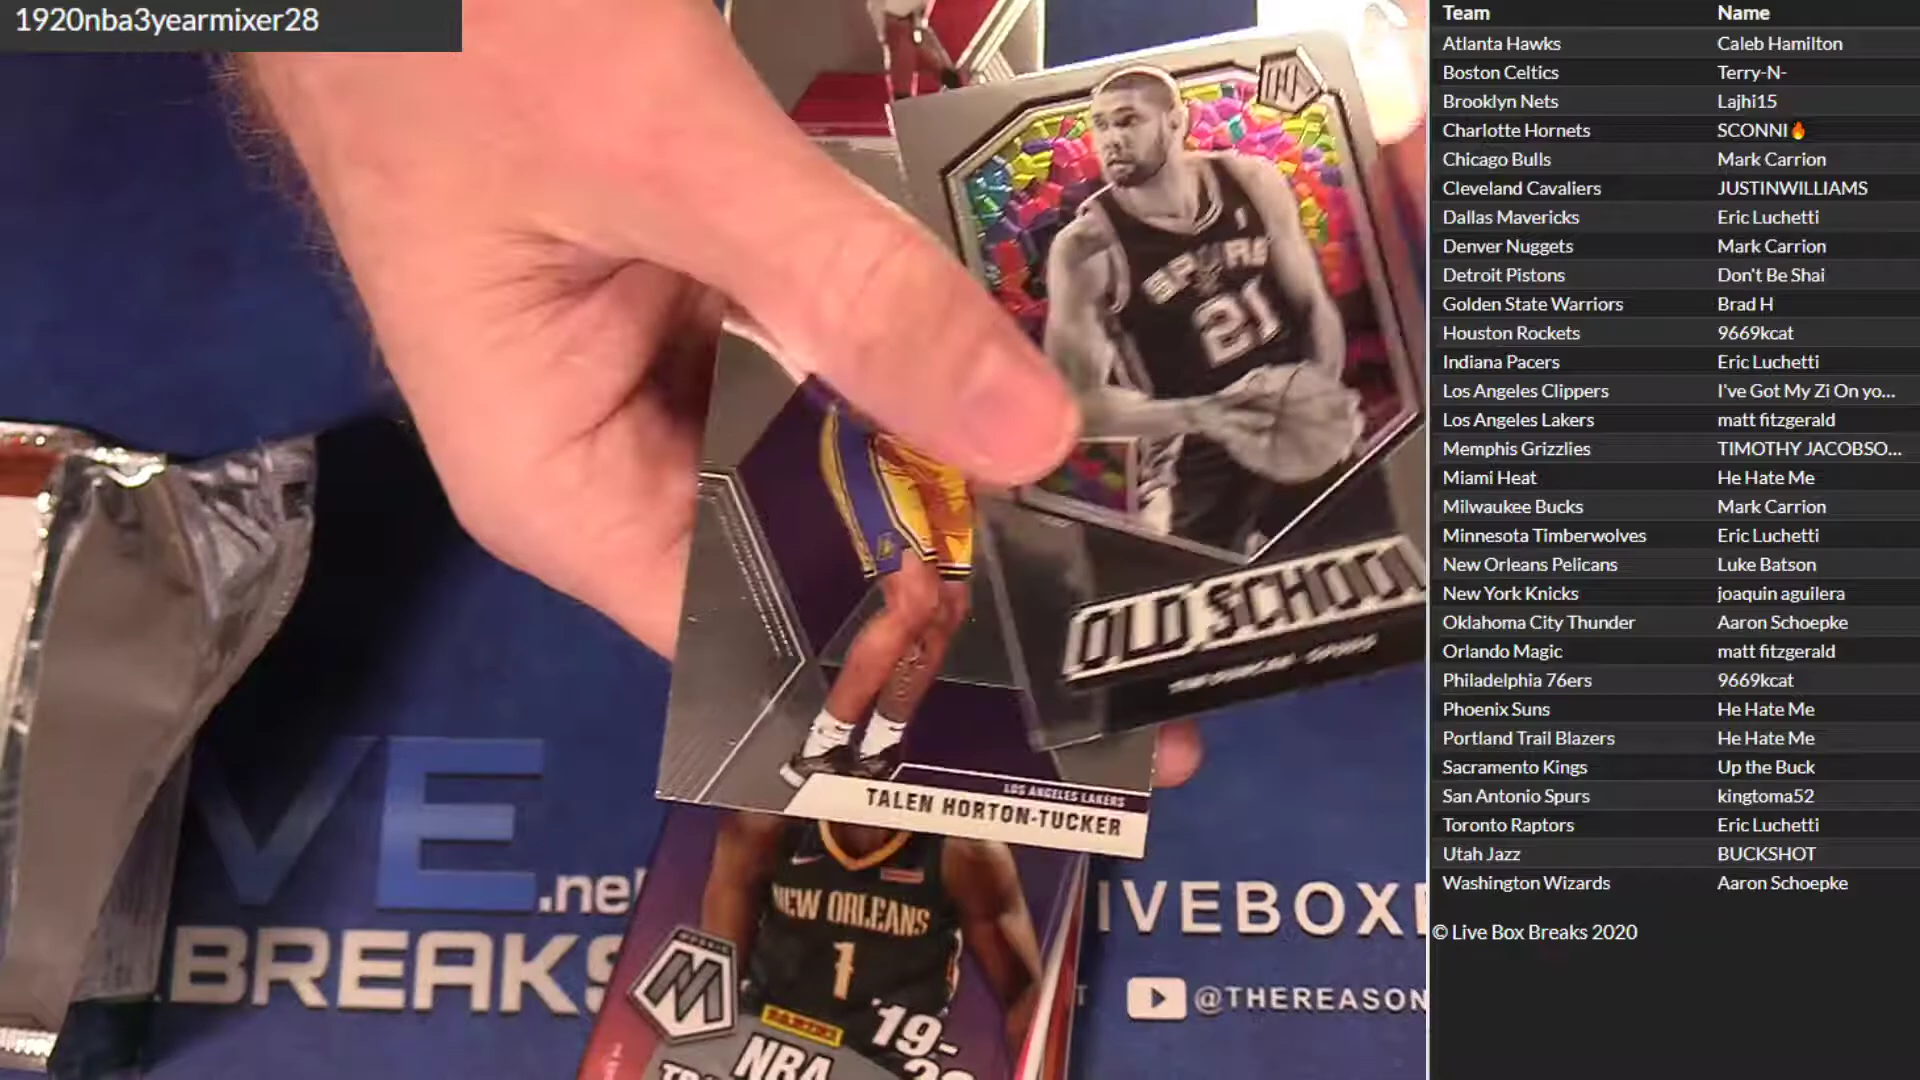 1920nba3yearmixer28
SPURS
21
OLD SCHOOL
TIM DUNCAN - SPURS
LOS ANGELES LAKERS
TALEN HORTON-TUCKER
NEW ORLEANS
1
PANINI
19-
NBA
VE
.net
BREAKS
IVEBOX
@THEREASON
Team Name
Atlanta Hawks Caleb Hamilton
Boston Celtics Terry-N-
Brooklyn Nets Lajhi15
Charlotte Hornets SCONNI🔥
Chicago Bulls Mark Carrion
Cleveland Cavaliers JUSTINWILLIAMS
Dallas Mavericks Eric Luchetti
Denver Nuggets Mark Carrion
Detroit Pistons Don't Be Shai
Golden State Warriors Brad H
Houston Rockets 9669kcat
Indiana Pacers Eric Luchetti
Los Angeles Clippers I've Got My Zi On yo...
Los Angeles Lakers matt fitzgerald
Memphis Grizzlies TIMOTHY JACOBSO...
Miami Heat He Hate Me
Milwaukee Bucks Mark Carrion
Minnesota Timberwolves Eric Luchetti
New Orleans Pelicans Luke Batson
New York Knicks joaquin aguilera
Oklahoma City Thunder Aaron Schoepke
Orlando Magic matt fitzgerald
Philadelphia 76ers 9669kcat
Phoenix Suns He Hate Me
Portland Trail Blazers He Hate Me
Sacramento Kings Up the Buck
San Antonio Spurs kingtoma52
Toronto Raptors Eric Luchetti
Utah Jazz BUCKSHOT
Washington Wizards Aaron Schoepke
© Live Box Breaks 2020